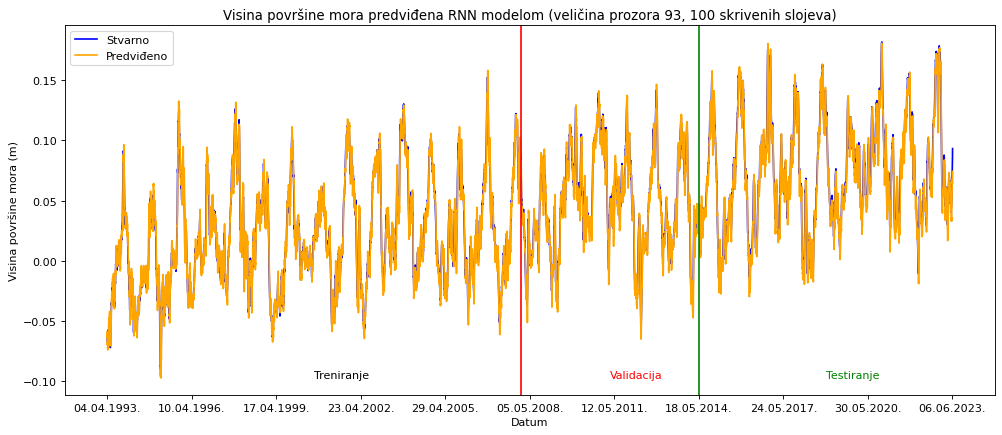 Visina površine mora predviđena RNN modelom (veličina prozora 93, 100 skrivenih slojeva)
Stvarno
Predviđeno
Visina površine mora (m)
0.15
0.10
0.05
0.00
−0.05
−0.10
Treniranje
Validacija
Testiranje
04.04.1993. 10.04.1996. 17.04.1999. 23.04.2002. 29.04.2005. 05.05.2008. 12.05.2011. 18.05.2014. 24.05.2017. 30.05.2020. 06.06.2023.
Datum